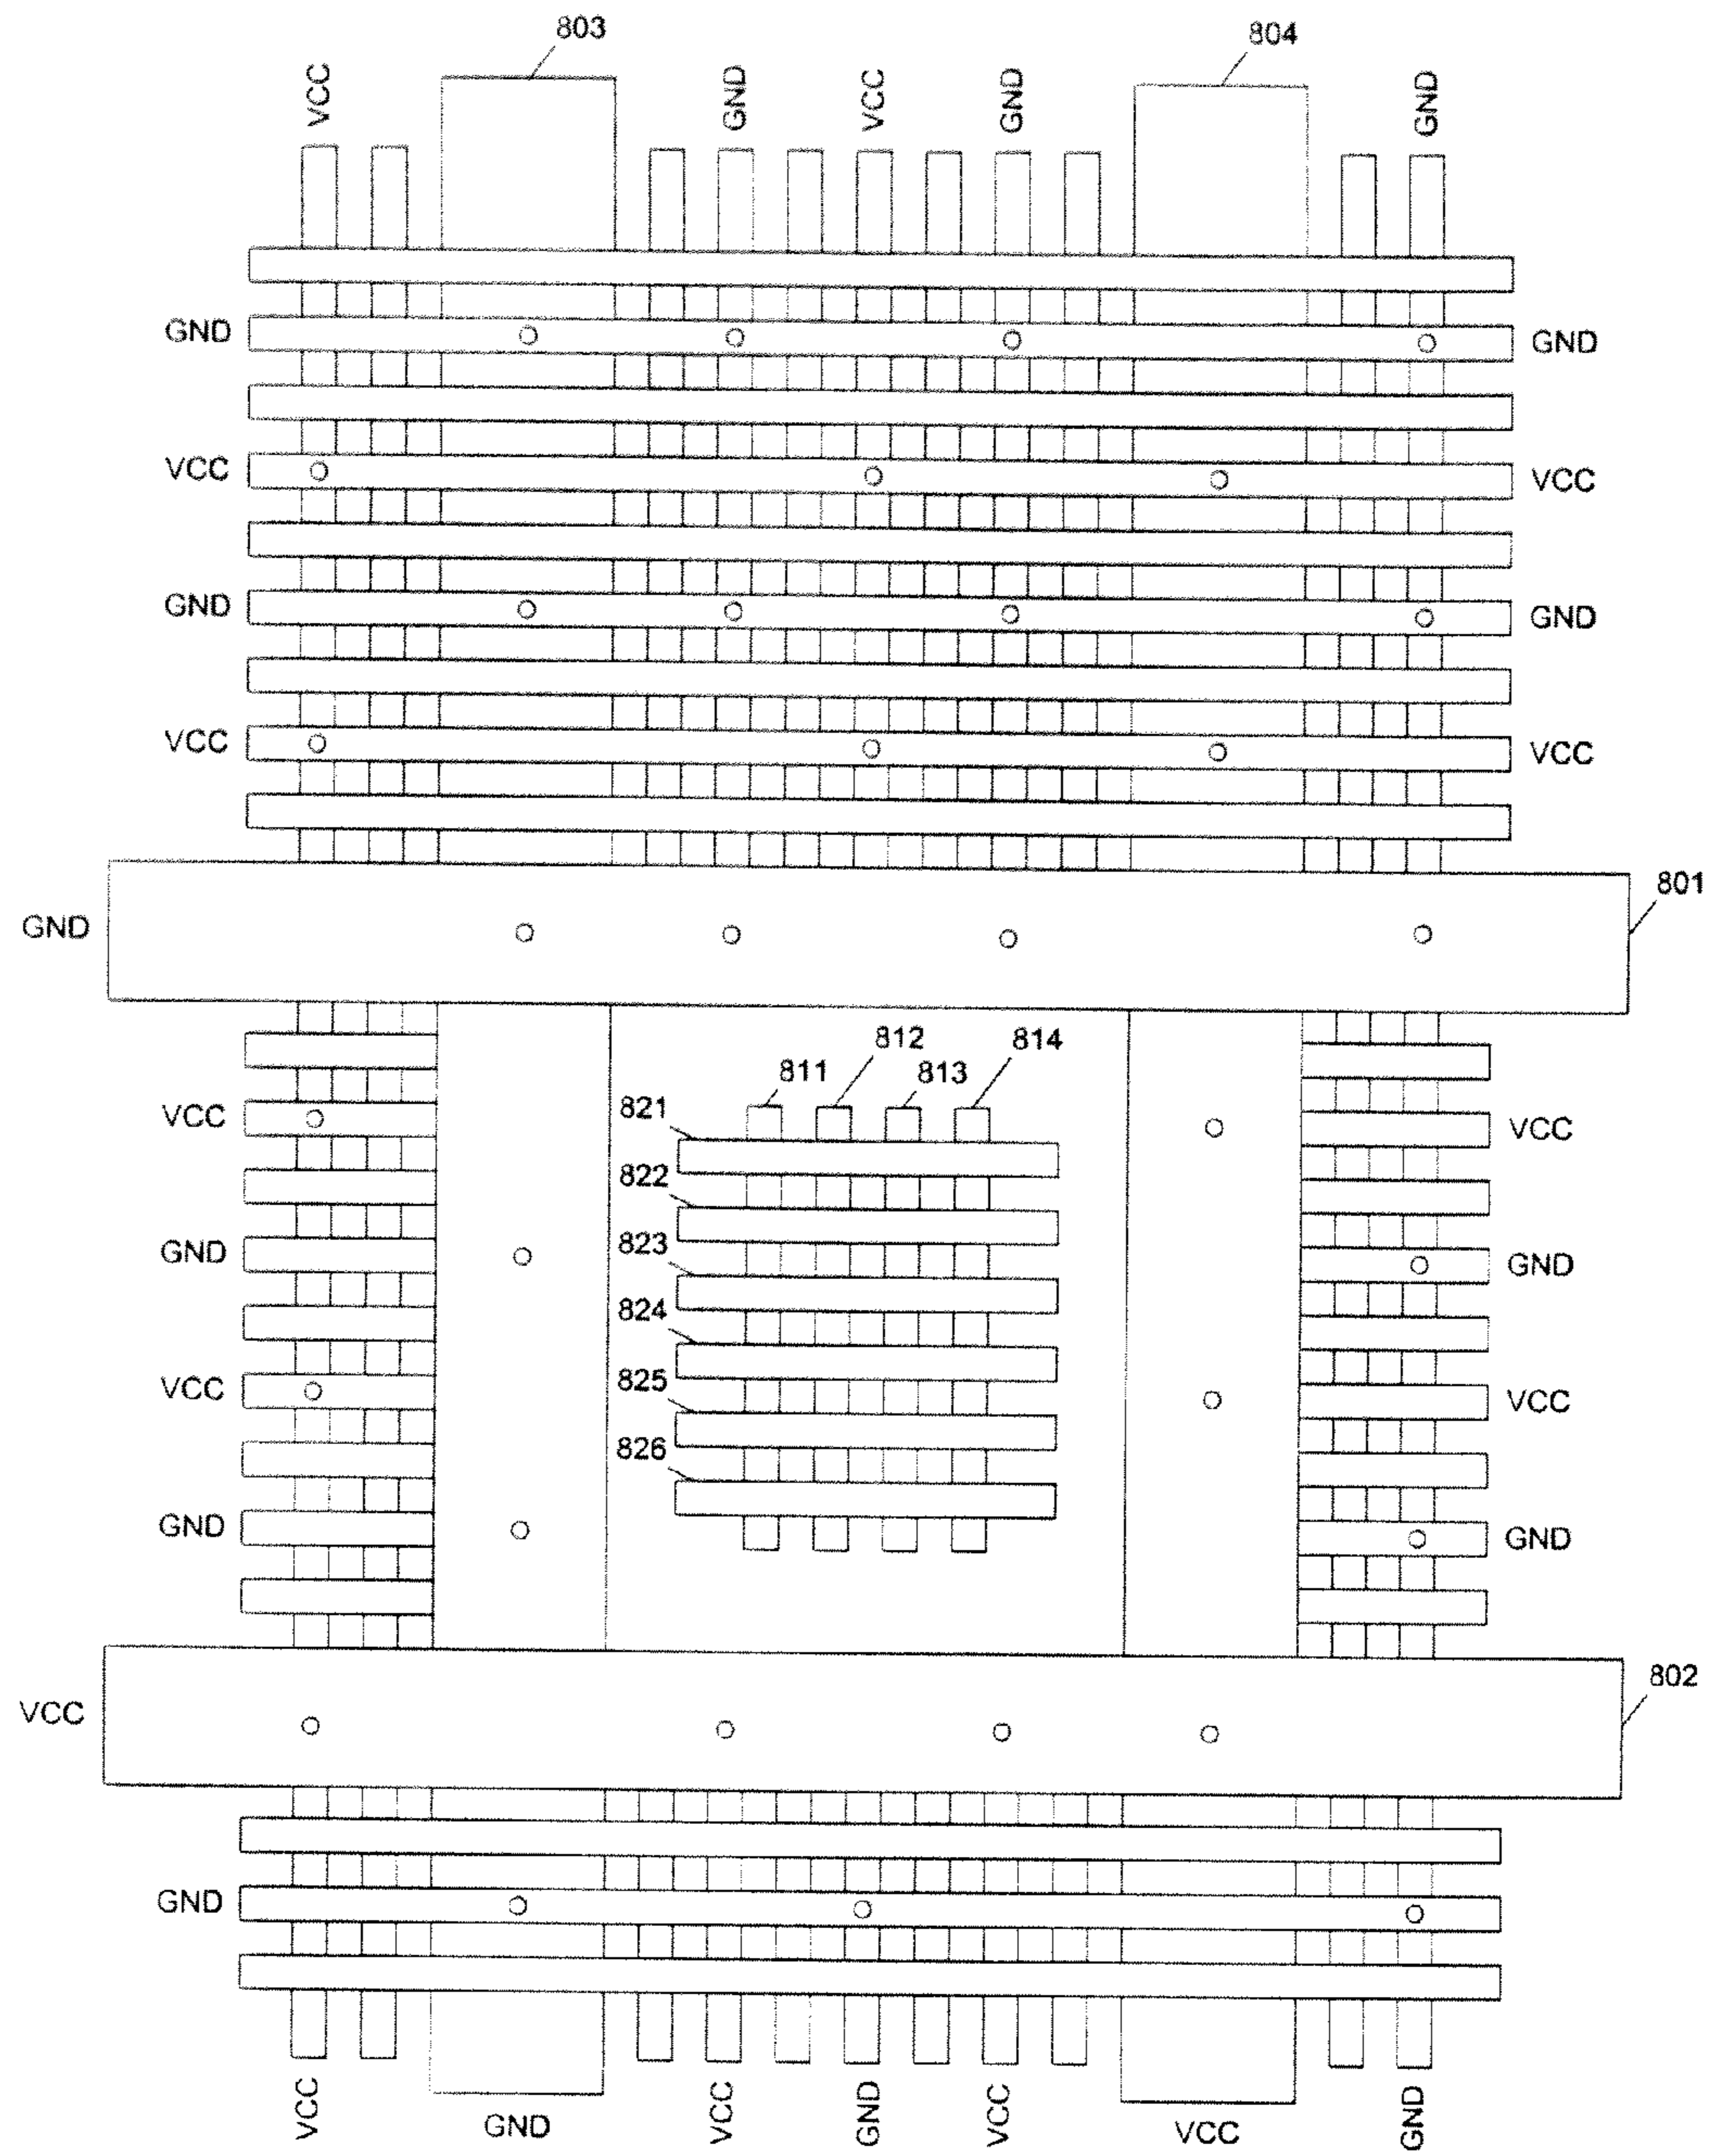 803
804
VCC
GND
VCC
GND
GND
GND
GND
VCC
VCC
GND
GND
VCC
VCC
801
GND
812
814
811
813
821
VCC
VCC
822
823
GND
GND
824
825
VCC
VCC
826
GND
GND
802
VCC
GND
VCC
GND
VCC
GND
VCC
VCC
GND